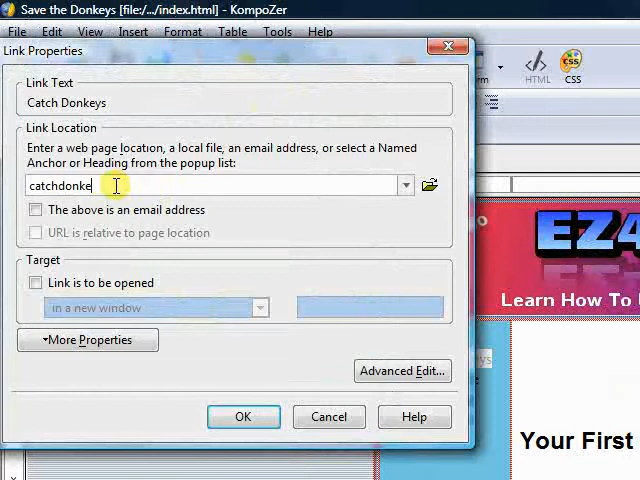 Save the Donkeys [file:/.../index.html] - KompoZer
File Edit View Insert Format Table Tools Help
Link Properties
HTML
CSS
Link Text
Catch Donkeys
Link Location
Enter a web page location, a local file, an email address, or select a Named
Anchor or Heading from the popup list:
catchdonke
The above is an email address
URL is relative to page location
EZ4
Target
Learn How To
Link is to be opened
in a new window
More Properties
Advanced Edit...
OK Cancel Help
Your First